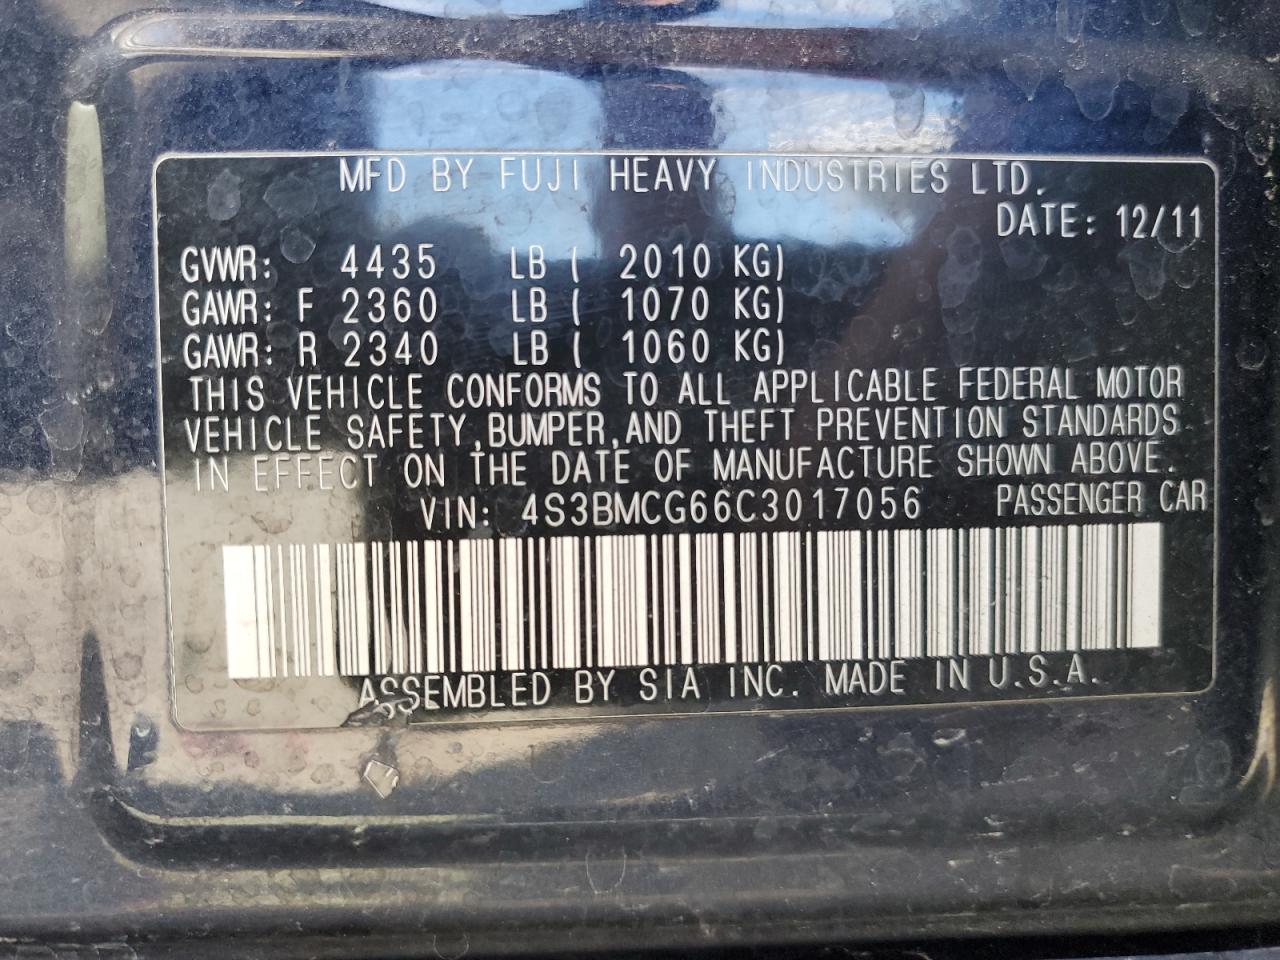 MFD BY FUJI HEAVY INDUSTRIES LTD.
DATE: 12/11
GVWR: 4435 LB ( 2010 KG)
GAWR: F 2360 LB ( 1070 KG)
GAWR: R 2340 LB ( 1060 KG)
THIS VEHICLE CONFORMS TO ALL APPLICABLE FEDERAL MOTOR
VEHICLE SAFETY,BUMPER,AND THEFT PREVENTION STANDARDS
IN EFFECT ON THE DATE OF MANUFACTURE SHOWN ABOVE.
VIN: 4S3BMCG66C3017056 PASSENGER CAR
ASSEMBLED BY SIA INC. MADE IN U.S.A.